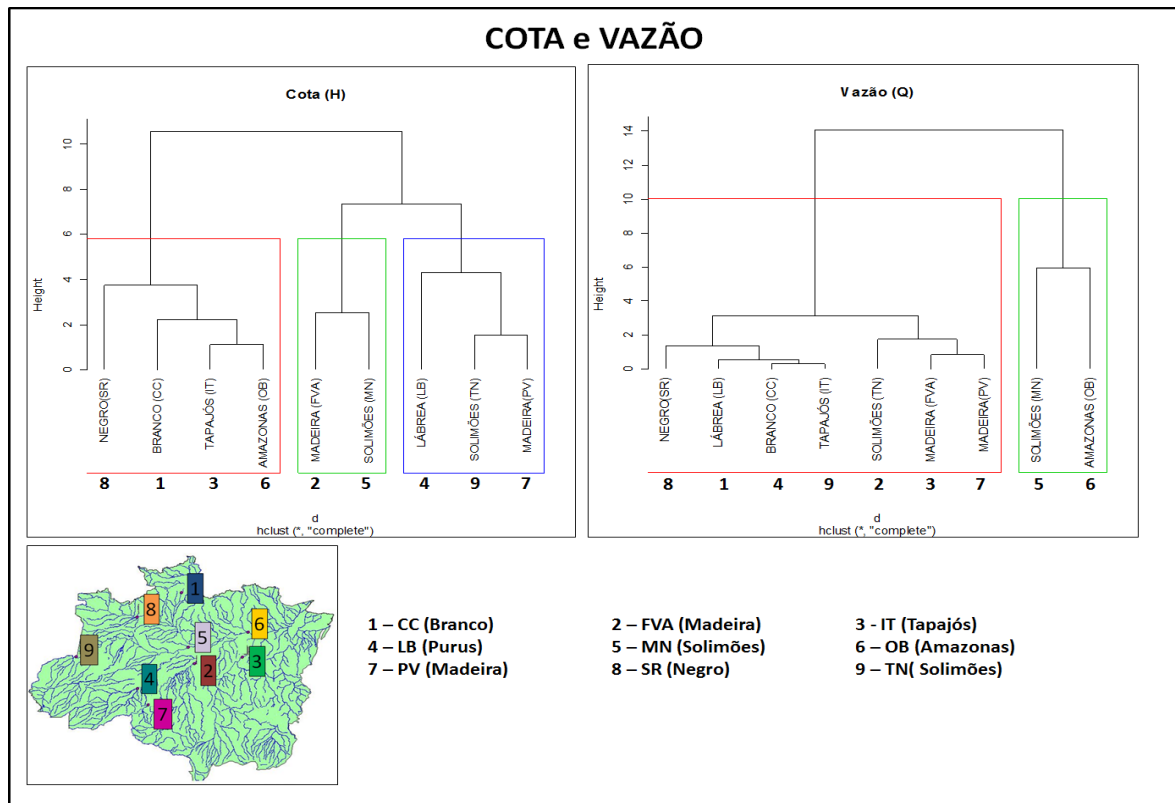 COTA e VAZÃO
Cota (H)
Height
0 2 4 6 8 10
NEGRO(SR)
BRANCO (CC)
TAPAJÓS (IT)
AMAZONAS (OB)
MADEIRA (FVA)
SOLIMÕES (MN)
LÁBREA (LB)
SOLIMÕES (TN)
MADEIRA(PV)
8 1 3 6 2 5 4 9 7
d
hclust (*, "complete")
Vazão (Q)
Height
0 2 4 6 8 10 12 14
NEGRO(SR)
LÁBREA (LB)
BRANCO (CC)
TAPAJÓS (IT)
SOLIMÕES (TN)
MADEIRA (FVA)
MADEIRA(PV)
SOLIMÕES (MN)
AMAZONAS (OB)
8 1 4 9 2 3 7 5 6
d
hclust (*, "complete")
1
8
6
5
9
3
2
4
7
1 – CC (Branco) 2 – FVA (Madeira) 3 - IT (Tapajós)
4 – LB (Purus) 5 – MN (Solimões) 6 – OB (Amazonas)
7 – PV (Madeira) 8 – SR (Negro) 9 – TN( Solimões)